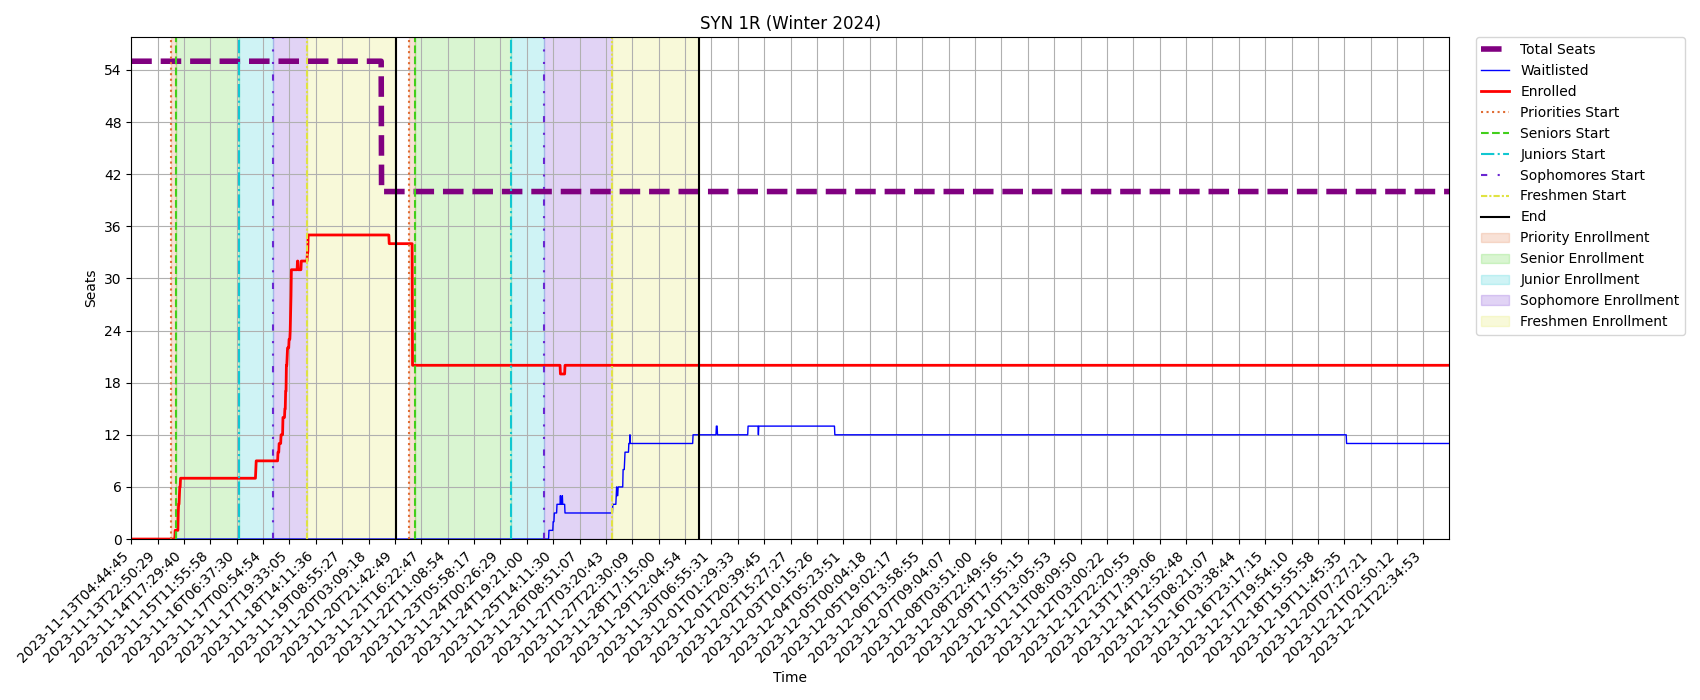 SYN 1R (Winter 2024)
Total Seats
Waitlisted
Enrolled
Priorities Start
Seniors Start
Juniors Start
Sophomores Start
Freshmen Start
End
Priority Enrollment
Senior Enrollment
Junior Enrollment
Sophomore Enrollment
Freshmen Enrollment
Seats
54
48
42
36
30
24
18
12
6
0
2023-11-13T04:44:45
2023-11-13T22:50:29
2023-11-14T17:29:40
2023-11-15T11:55:58
2023-11-16T06:37:30
2023-11-17T00:54:54
2023-11-17T19:33:05
2023-11-18T14:11:36
2023-11-19T08:55:27
2023-11-20T03:09:18
2023-11-20T21:42:49
2023-11-21T16:22:47
2023-11-22T11:08:54
2023-11-23T05:58:17
2023-11-24T00:26:29
2023-11-24T19:21:00
2023-11-25T14:11:30
2023-11-26T08:51:07
2023-11-27T03:20:43
2023-11-27T22:30:09
2023-11-28T17:15:00
2023-11-29T12:04:54
2023-11-30T06:55:31
2023-12-01T01:29:33
2023-12-01T20:39:45
2023-12-02T15:27:27
2023-12-03T10:15:26
2023-12-04T05:23:51
2023-12-05T00:04:18
2023-12-05T19:02:17
2023-12-06T13:58:55
2023-12-07T09:04:07
2023-12-08T03:51:00
2023-12-08T22:49:56
2023-12-09T17:55:15
2023-12-10T13:05:53
2023-12-11T08:09:50
2023-12-12T03:00:22
2023-12-12T22:20:55
2023-12-13T17:39:06
2023-12-14T12:52:48
2023-12-15T08:21:07
2023-12-16T03:38:44
2023-12-16T23:17:15
2023-12-17T19:54:10
2023-12-18T15:55:58
2023-12-19T11:45:35
2023-12-20T07:27:21
2023-12-21T02:50:12
2023-12-21T22:34:53
Time